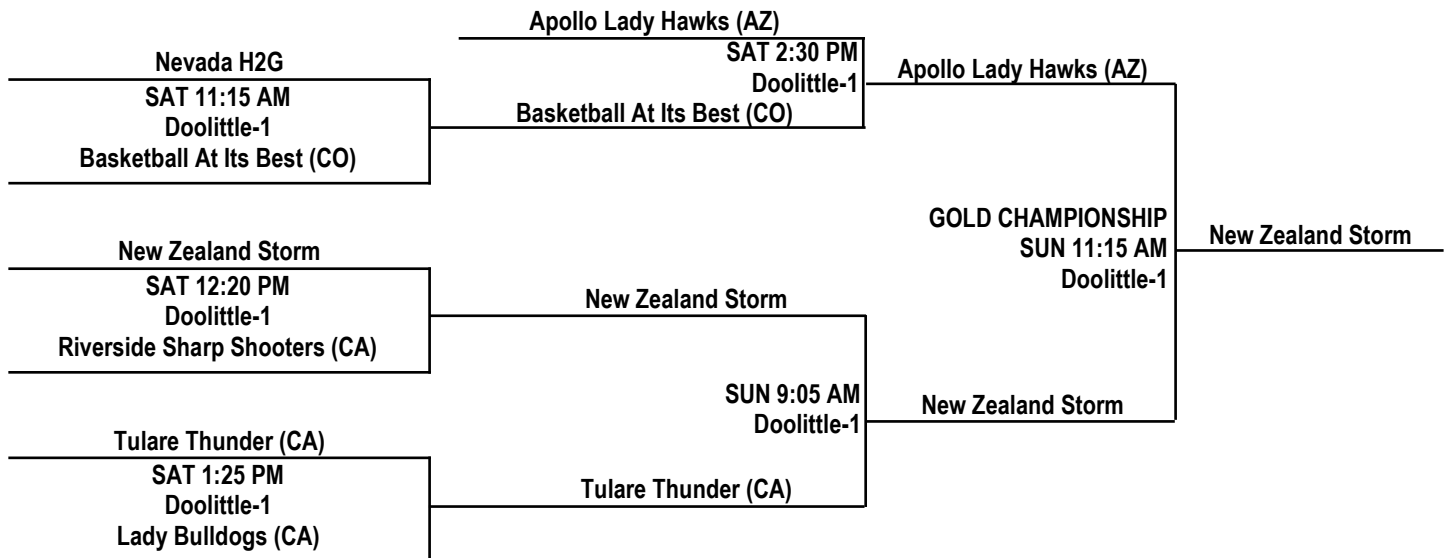 Apollo Lady Hawks (AZ)
Nevada H2G
SAT 2:30 PM
Doolittle-1
Apollo Lady Hawks (AZ)
SAT 11:15 AM
Doolittle-1
Basketball At Its Best (CO)
Basketball At Its Best (CO)
GOLD CHAMPIONSHIP
SUN 11:15 AM
Doolittle-1
New Zealand Storm
New Zealand Storm
SAT 12:20 PM
Doolittle-1
Riverside Sharp Shooters (CA)
New Zealand Storm
SUN 9:05 AM
Doolittle-1
New Zealand Storm
Tulare Thunder (CA)
SAT 1:25 PM
Doolittle-1
Lady Bulldogs (CA)
Tulare Thunder (CA)